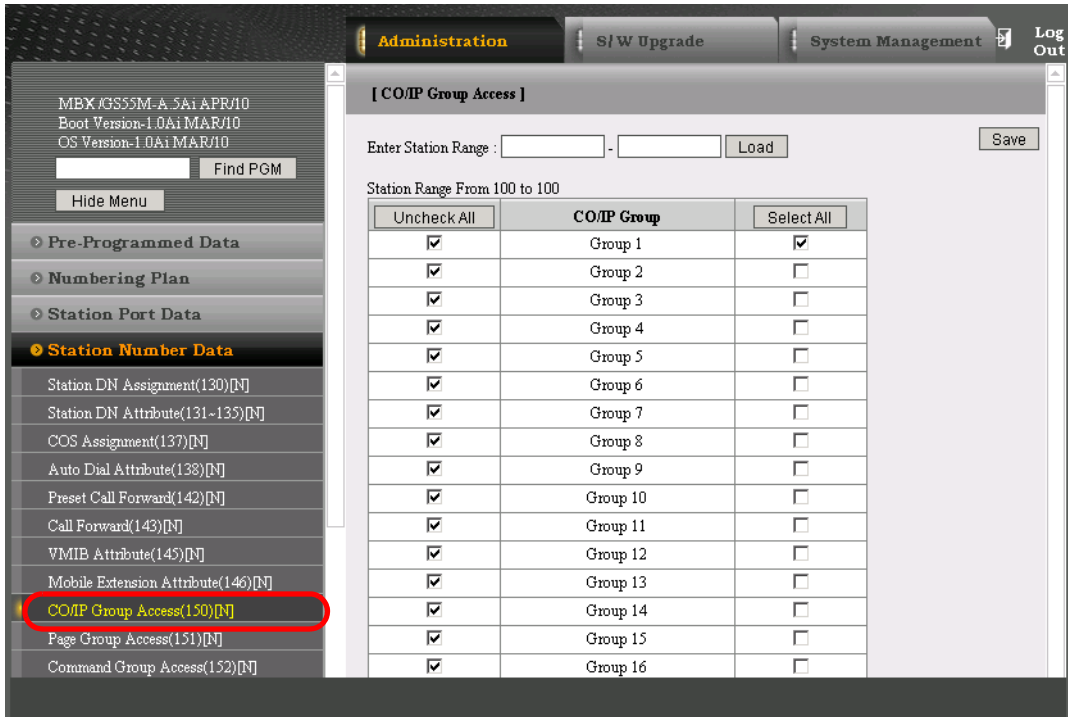 Administration
S/W Upgrade
System Management
Log Out
MBX /GS55M-A.5Ai APR/10
Boot Version-1.0Ai MAR/10
OS Version-1.0Ai MAR/10
Find PGM
Hide Menu
Pre-Programmed Data
Numbering Plan
Station Port Data
Station Number Data
Station DN Assignment(130)[N]
Station DN Attribute(131~135)[N]
COS Assignment(137)[N]
Auto Dial Attribute(138)[N]
Preset Call Forward(142)[N]
Call Forward(143)[N]
VMIB Attribute(145)[N]
Mobile Extension Attribute(146)[N]
CO/IP Group Access(150)[N]
Page Group Access(151)[N]
Command Group Access(152)[N]
[ CO/IP Group Access ]
Enter Station Range : - Load
Save
Station Range From 100 to 100
Uncheck All CO/IP Group Select All
Group 1
Group 2
Group 3
Group 4
Group 5
Group 6
Group 7
Group 8
Group 9
Group 10
Group 11
Group 12
Group 13
Group 14
Group 15
Group 16